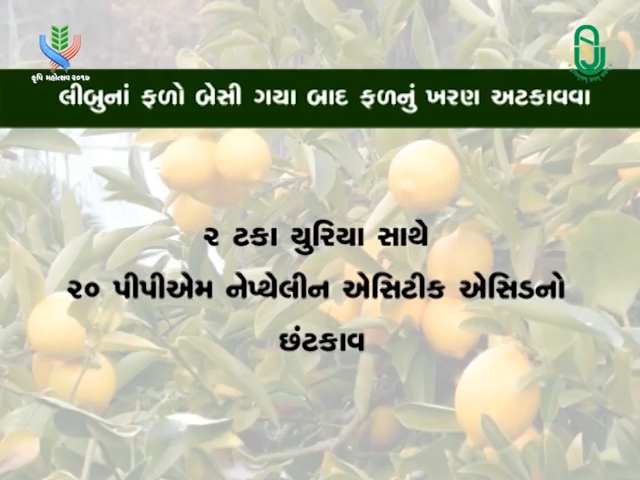 કૃષિ મહોત્સવ ૨૦૧૭
લીબુનાં ફળો બેસી ગયા બાદ ફળનું ખરણ અટકાવવા
૨ ટકા યુરિયા સાથે
૨૦ પીપીએમ નેપ્થેલીન એસિટીક એસિડનો
છંટકાવ